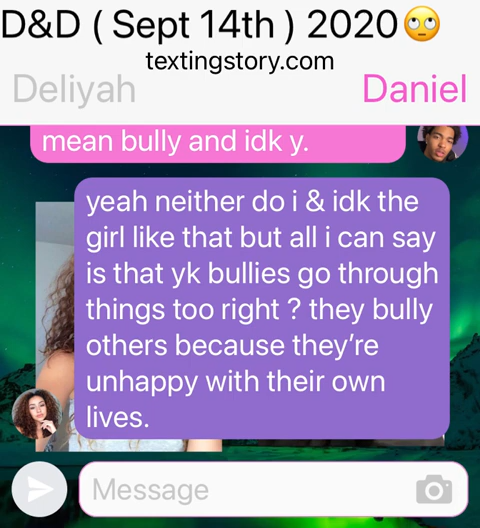 D&D ( Sept 14th ) 2020🙄
textingstory.com
Deliyah Daniel
mean bully and idk y.
yeah neither do i & idk the
girl like that but all i can say
is that yk bullies go through
things too right ? they bully
others because they’re
unhappy with their own
lives.
Message